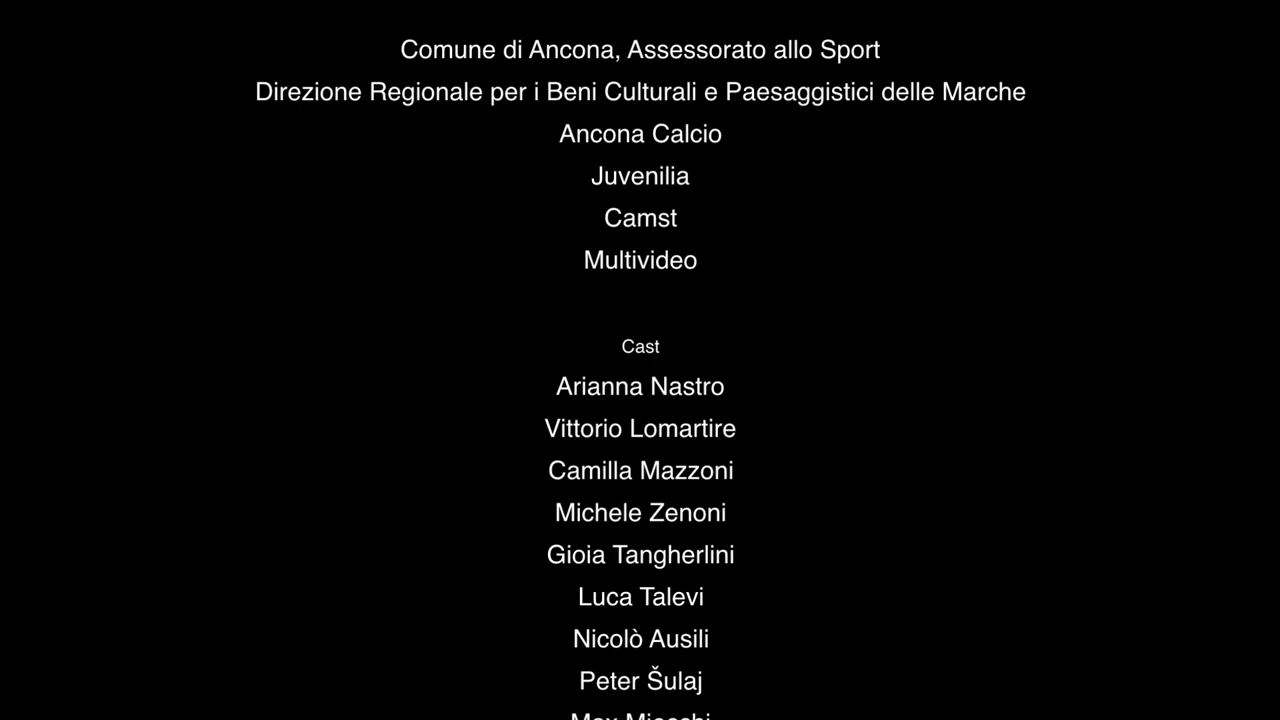 Comune di Ancona, Assessorato allo Sport
Direzione Regionale per i Beni Culturali e Paesaggistici delle Marche
Ancona Calcio
Juvenilia
Camst
Multivideo
Cast
Arianna Nastro
Vittorio Lomartire
Camilla Mazzoni
Michele Zenoni
Gioia Tangherlini
Luca Talevi
Nicolò Ausili
Peter Šulaj